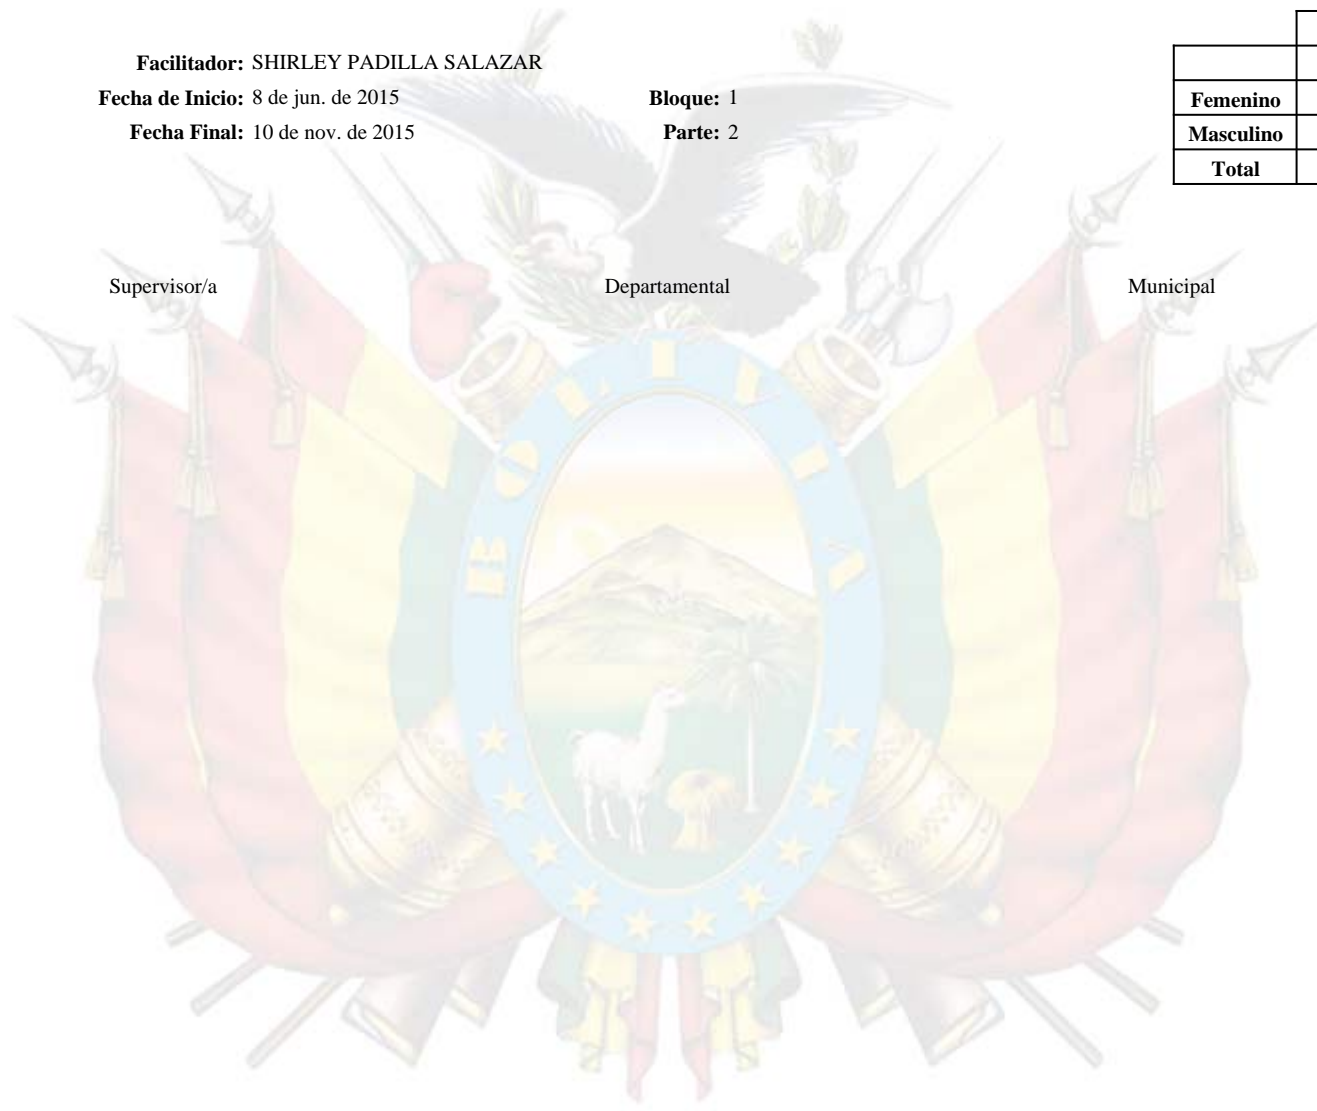 Facilitador: SHIRLEY PADILLA SALAZAR
Fecha de Inicio: 8 de jun. de 2015 Bloque: 1
Fecha Final: 10 de nov. de 2015 Parte: 2
Femenino
Masculino
Total
Supervisor/a Departamental Municipal
BOLIVIA